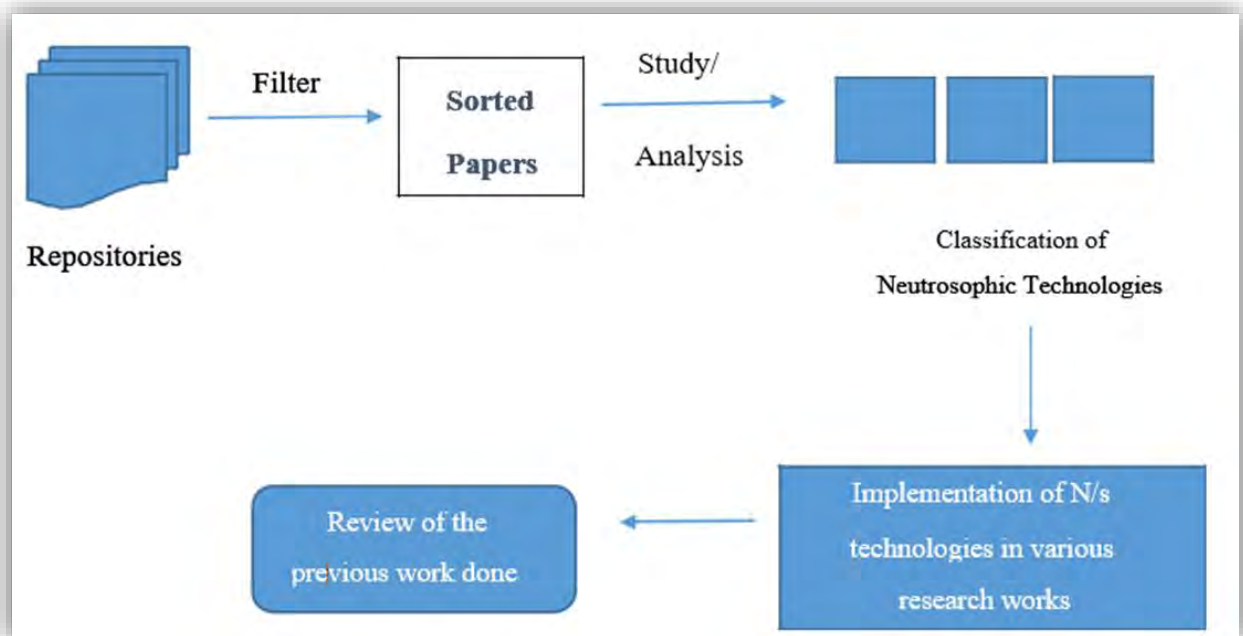 Repositories
Filter
Sorted
Papers
Study/
Analysis
Classification of
Neutrosophic Technologies
Implementation of N/s
technologies in various
research works
Review of the
previous work done